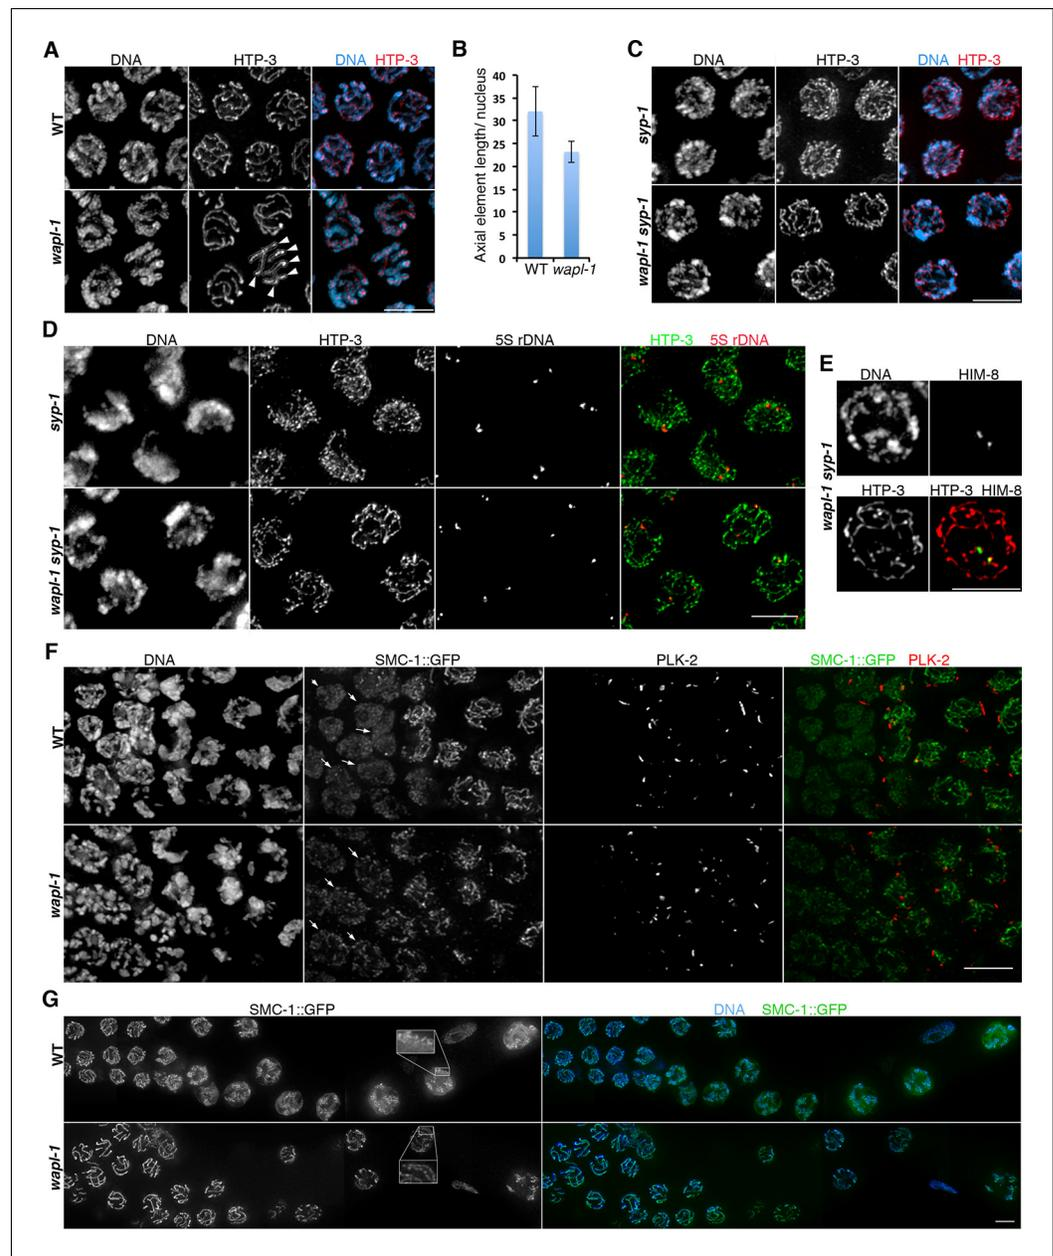 A
DNA HTP-3 DNA HTP-3
WT
wapl-1
B
Axial element length/ nucleus
40
35
30
25
20
15
10
5
0
WT wapl-1
C
DNA HTP-3 DNA HTP-3
syp-1
wapl-1 syp-1
D
DNA HTP-3 5S rDNA HTP-3 5S rDNA
syp-1
wapl-1 syp-1
E
DNA HIM-8
wapl-1 syp-1
HTP-3 HTP-3 HIM-8
F
DNA SMC-1::GFP PLK-2 SMC-1::GFP PLK-2
WT
wapl-1
G
SMC-1::GFP DNA SMC-1::GFP
WT
wapl-1